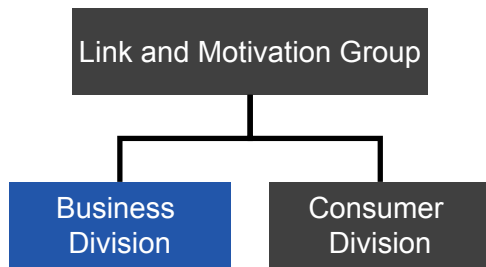 Link and Motivation Group
Business
Division
Consumer
Division